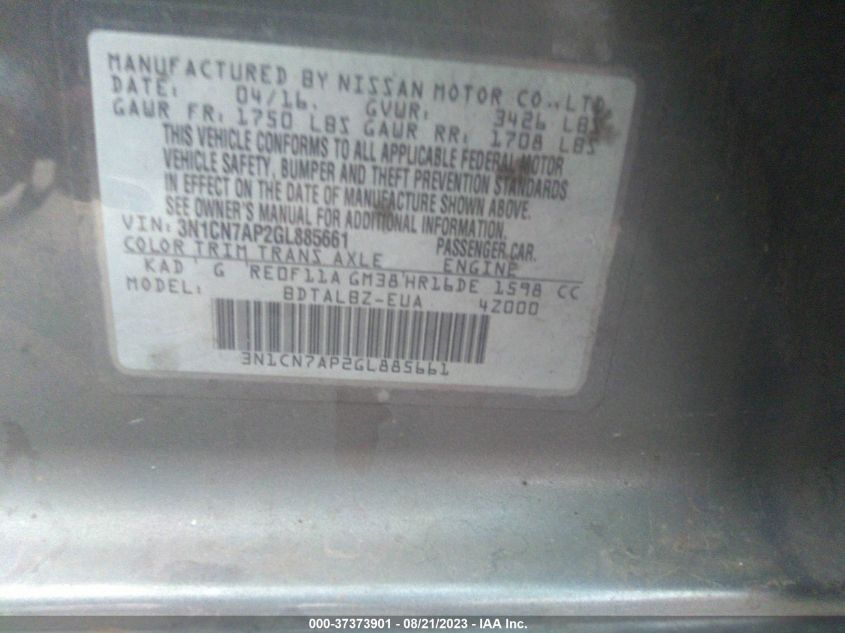 MANUFACTURED BY NISSAN MOTOR CO., LTD.
DATE: 04/16. GVWR: 3426 LBS
GAWR FR: 1750 LBS GAWR RR: 1708 LBS
THIS VEHICLE CONFORMS TO ALL APPLICABLE FEDERAL MOTOR
VEHICLE SAFETY, BUMPER AND THEFT PREVENTION STANDARDS
IN EFFECT ON THE DATE OF MANUFACTURE SHOWN ABOVE.
SEE OWNER'S MANUAL FOR ADDITIONAL INFORMATION.
VIN: 3N1CN7AP2GL885661 PASSENGER CAR.
COLOR TRIM TRANS AXLE ENGINE
KAD G RE0F11A GM38 HR16DE 1598 CC
MODEL: BDTALBZ-EUA 42000
3N1CN7AP2GL885661
000-37373901 - 08/21/2023 - IAA Inc.